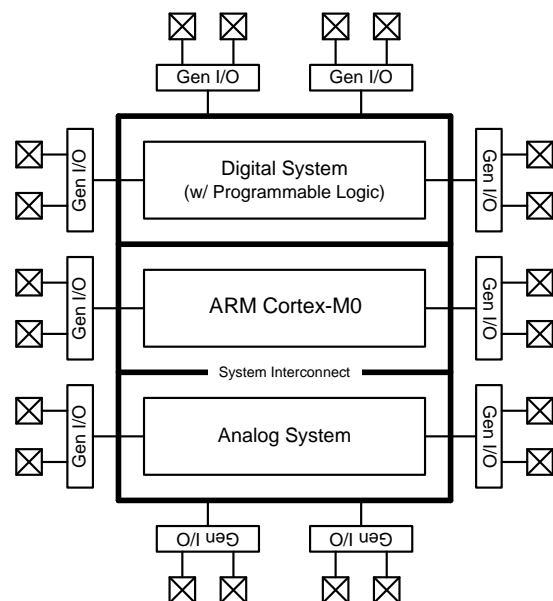 Gen I/O
Gen I/O
Gen I/O
Digital System
(w/ Programmable Logic)
Gen I/O
Gen I/O
ARM Cortex-M0
Gen I/O
System Interconnect
Gen I/O
Analog System
Gen I/O
Gen I/O
Gen I/O